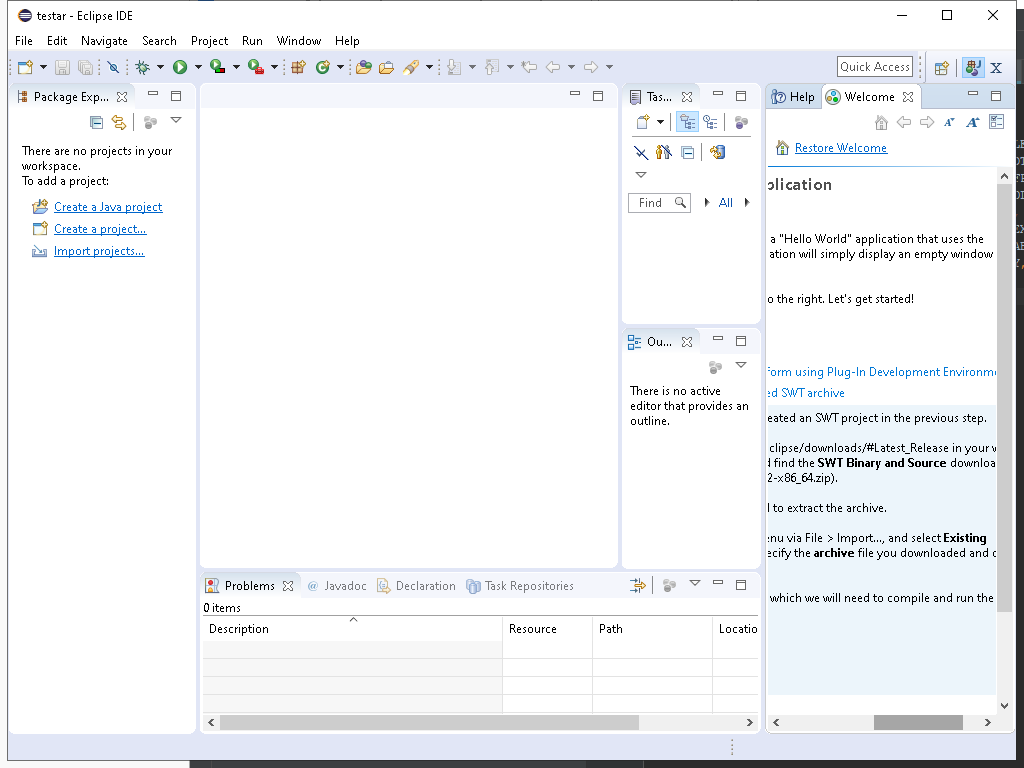 testar - Eclipse IDE
File Edit Navigate Search Project Run Window Help
Quick Access
Package Exp...
There are no projects in your
workspace.
To add a project:
Create a Java project
Create a project...
Import projects...
Tas...
Find
All
Ou...
There is no active
editor that provides an
outline.
Help
Welcome
Restore Welcome
plication
a "Hello World" application that uses the
ation will simply display an empty window
o the right. Let's get started!
form using Plug-In Development Environme
ed SWT archive
eated an SWT project in the previous step.
clipse/downloads/#Latest_Release in your w
d find the SWT Binary and Source downloa
2-x86_64.zip).
l to extract the archive.
enu via File > Import..., and select Existing
ecify the archive file you downloaded and c
which we will need to compile and run the
Problems @ Javadoc Declaration Task Repositories
0 items
Description Resource Path Locatio